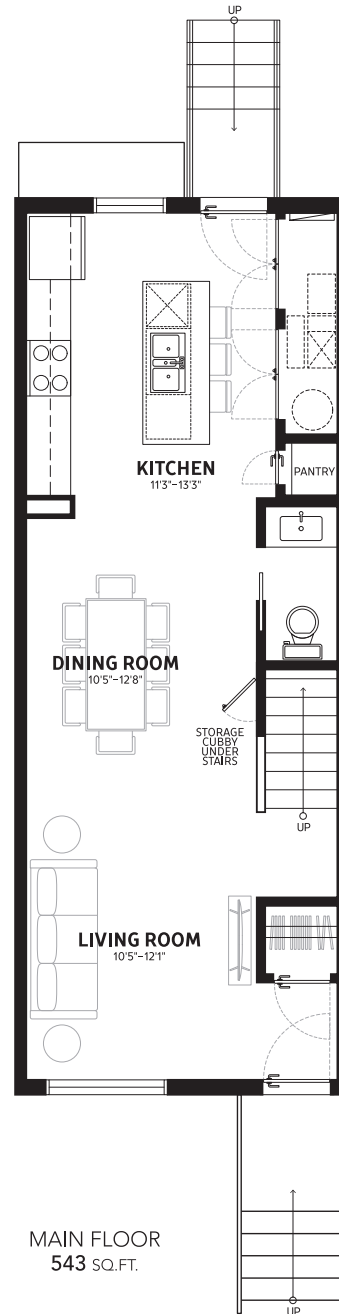 UP
KITCHEN
11'3"–13'3"
PANTRY
DINING ROOM
10'5"–12'8"
STORAGE
CUBBY
UNDER
STAIRS
UP
LIVING ROOM
10'5"–12'1"
MAIN FLOOR
543 SQ.FT.
UP